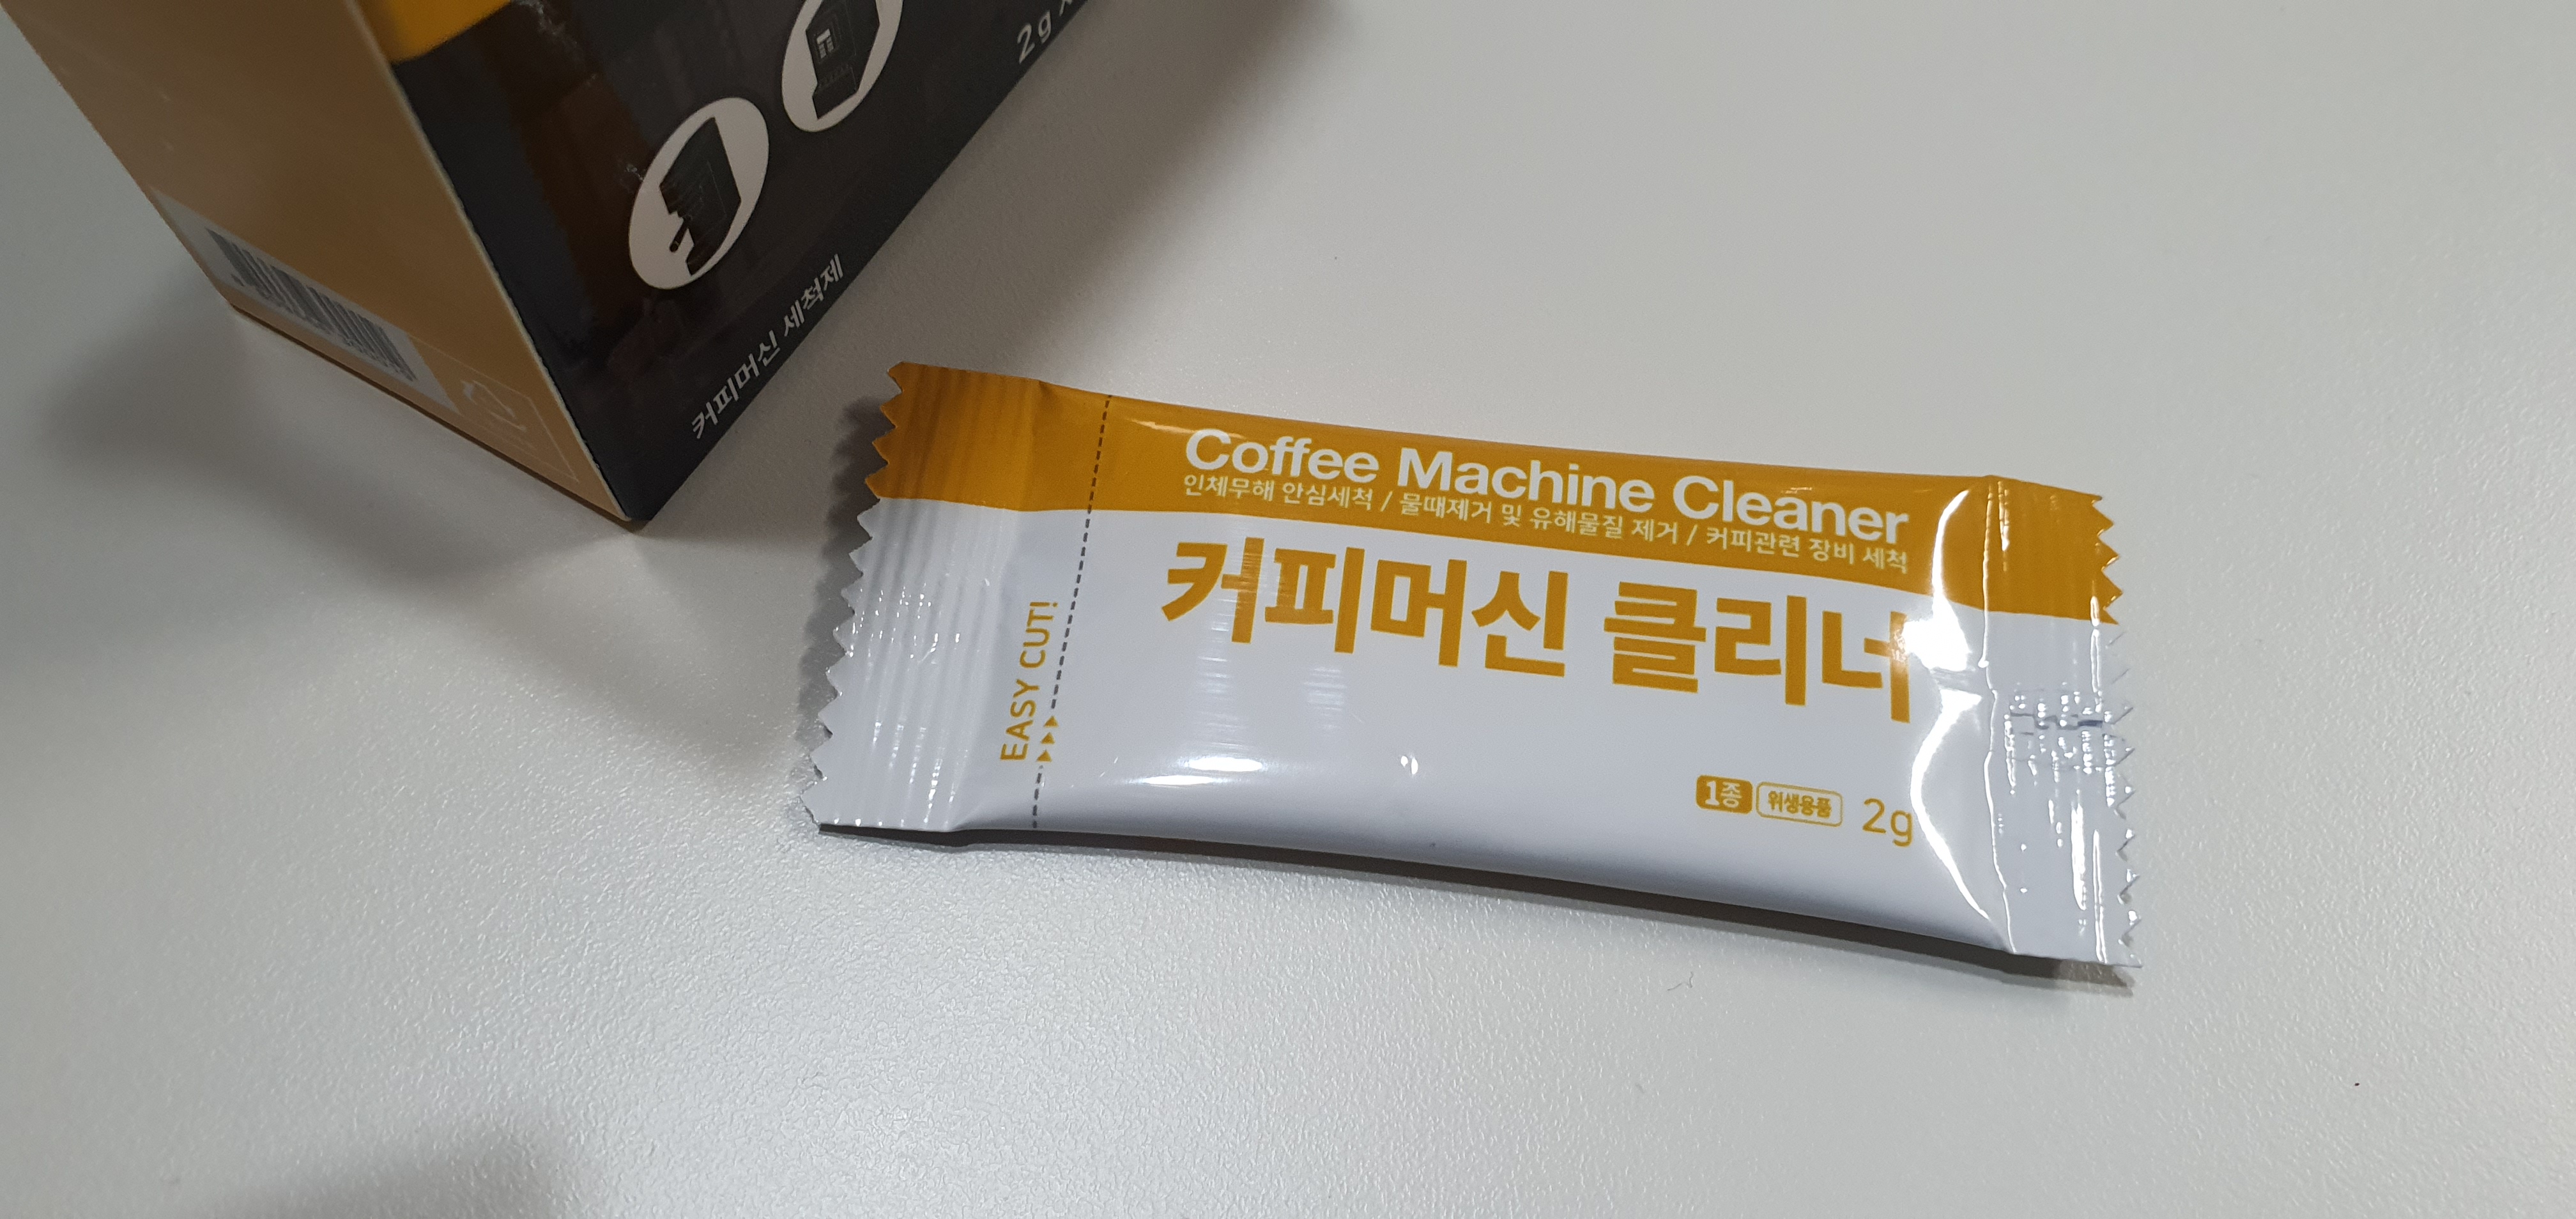 2g
커피머신 세척제
Coffee Machine Cleaner
인체무해 안심세척 / 물때제거 및 유해물질 제거 / 커피관련 장비 세척
커피머신 클리너
EASY CUT!
1종 위생용품 2g